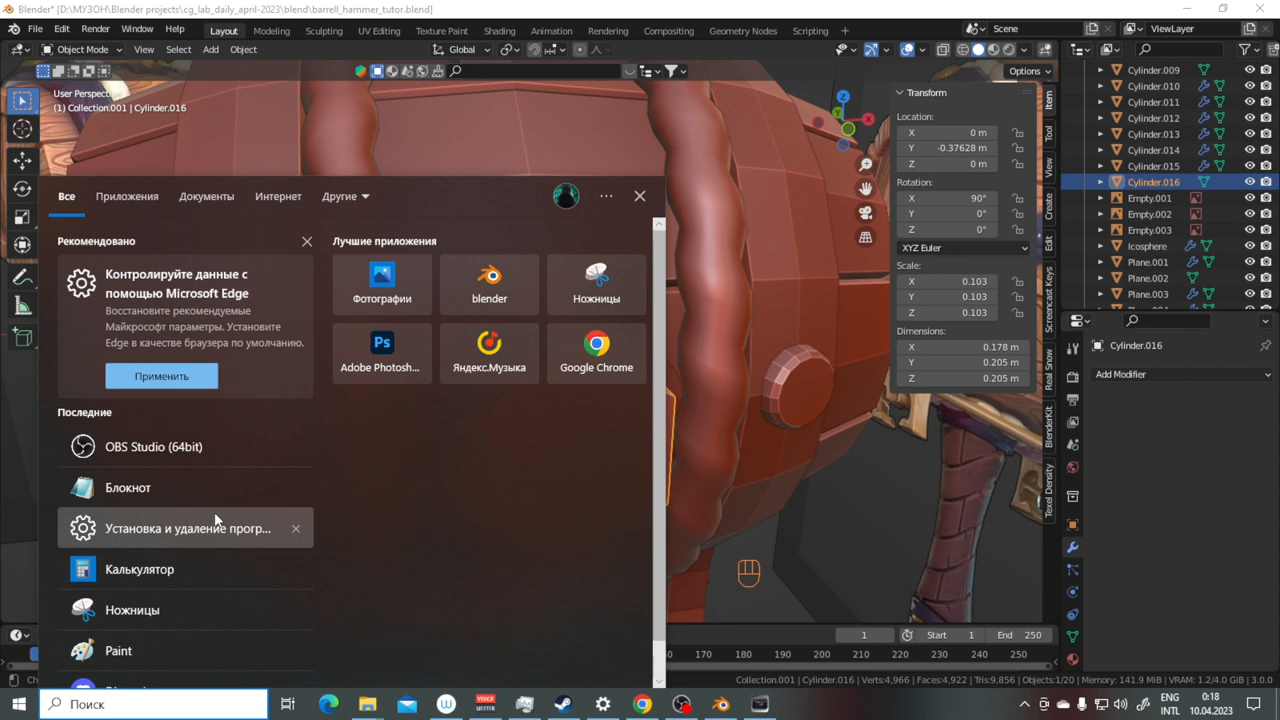 Blender* [D:\МУЗОН\Blender projects\cg_lab_daily_april-2023\blend\barrell_hammer_tutor.blend]
File Edit Render Window Help Layout Modeling Sculpting UV Editing Texture Paint Shading Animation Rendering Compositing Geometry Nodes Scripting Scene ViewLayer
Object Mode View Select Add Object Global
Options
User Perspe
(1) Collection.001 | Cylinder.016
Все Приложения Документы Интернет Другие
Рекомендовано
Контролируйте данные с
помощью Microsoft Edge
Восстановите рекомендуемые
Майкрософт параметры. Установите
Edge в качестве браузера по умолчанию.
Применить
Последние
OBS Studio (64bit)
Блокнот
Установка и удаление прогр...
Калькулятор
Ножницы
Paint
Лучшие приложения
Фотографии blender Ножницы
Adobe Photosh... Яндекс.Музыка Google Chrome
Transform
Location:
X 0 m
Y -0.37628 m
Z 0 m
Rotation:
X 90°
Y 0°
Z 0°
XYZ Euler
Scale:
X 0.103
Y 0.103
Z 0.103
Dimensions:
X 0.178 m
Y 0.205 m
Z 0.205 m
Item
Tool
View
Create
Edit
Screencast Keys
Real Snow
BlenderKit
Texel Density
Z
Y
X
Cylinder.009
Cylinder.010
Cylinder.011
Cylinder.012
Cylinder.013
Cylinder.014
Cylinder.015
Cylinder.016
Empty.001
Empty.002
Empty.003
Icosphere
Plane.001
Plane.002
Plane.003
Cylinder.016
Add Modifier
1 Start 1 End 250
170 180 190 200 210 220 230 240 250
Collection.001 | Cylinder.016 | Verts:4,966 | Faces:4,922 | Tris:9,856 | Objects:1/20 | Memory: 141.9 MiB | VRAM: 1.2/4.0 GiB | 3.0
Поиск
ENG
INTL
0:18
10.04.2023